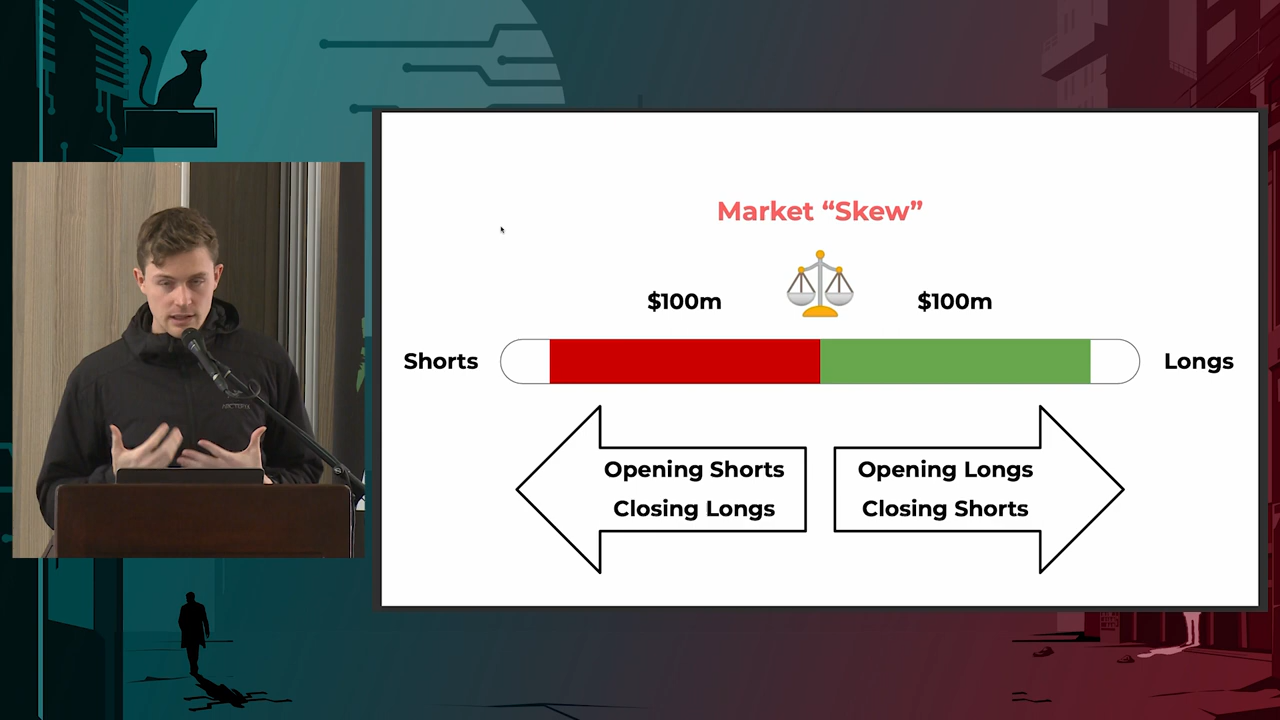 Market “Skew”
$100m
$100m
Shorts
Longs
Opening Shorts
Closing Longs
Opening Longs
Closing Shorts